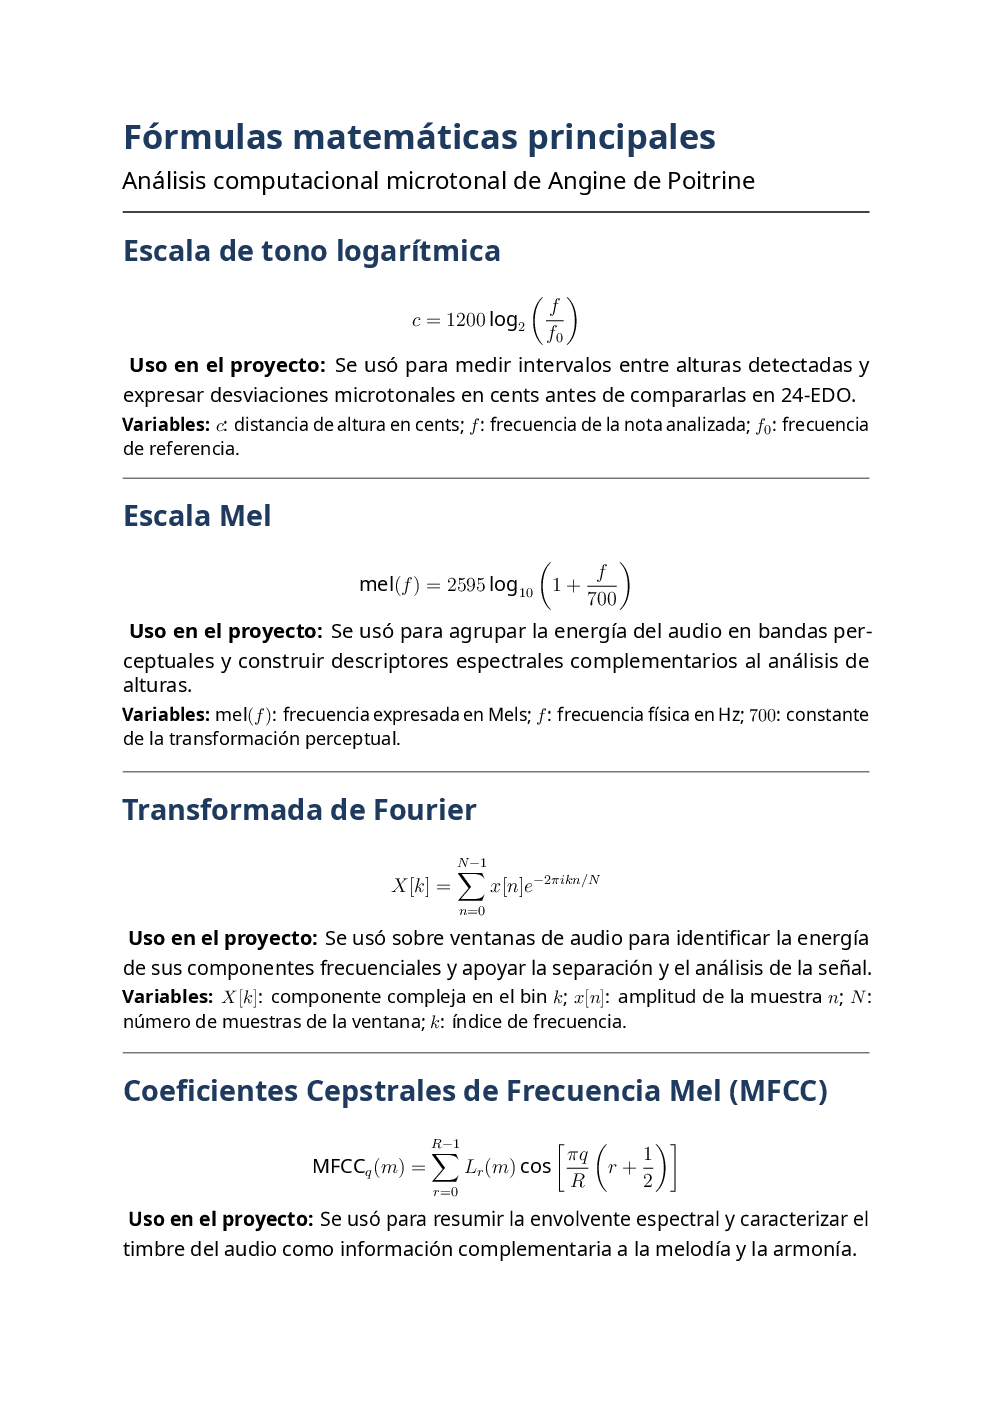 Fórmulas matemáticas principales
Análisis computacional microtonal de Angine de Poitrine
Escala de tono logarítmica
c = 1200 log₂ (f/f₀)
Uso en el proyecto: Se usó para medir intervalos entre alturas detectadas y
expresar desviaciones microtonales en cents antes de compararlas en 24-EDO.
Variables: c: distancia de altura en cents; f: frecuencia de la nota analizada; f₀: frecuencia
de referencia.
Escala Mel
mel(f) = 2595 log₁₀ (1 + f/700)
Uso en el proyecto: Se usó para agrupar la energía del audio en bandas per-
ceptuales y construir descriptores espectrales complementarios al análisis de
alturas.
Variables: mel(f): frecuencia expresada en Mels; f: frecuencia física en Hz; 700: constante
de la transformación perceptual.
Transformada de Fourier
X[k] = ∑_{n=0}^{N−1} x[n]e^{−2πikn/N}
Uso en el proyecto: Se usó sobre ventanas de audio para identificar la energía
de sus componentes frecuenciales y apoyar la separación y el análisis de la señal.
Variables: X[k]: componente compleja en el bin k; x[n]: amplitud de la muestra n; N:
número de muestras de la ventana; k: índice de frecuencia.
Coeficientes Cepstrales de Frecuencia Mel (MFCC)
MFCC_q(m) = ∑_{r=0}^{R−1} L_r(m) cos [πq/R (r + 1/2)]
Uso en el proyecto: Se usó para resumir la envolvente espectral y caracterizar el
timbre del audio como información complementaria a la melodía y la armonía.